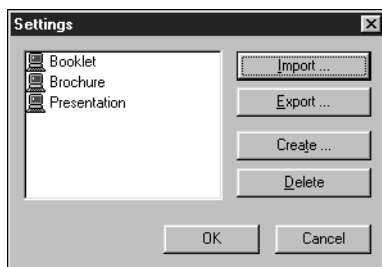 Settings
Booklet
Brochure
Presentation
Import ...
Export ...
Create ...
Delete
OK
Cancel